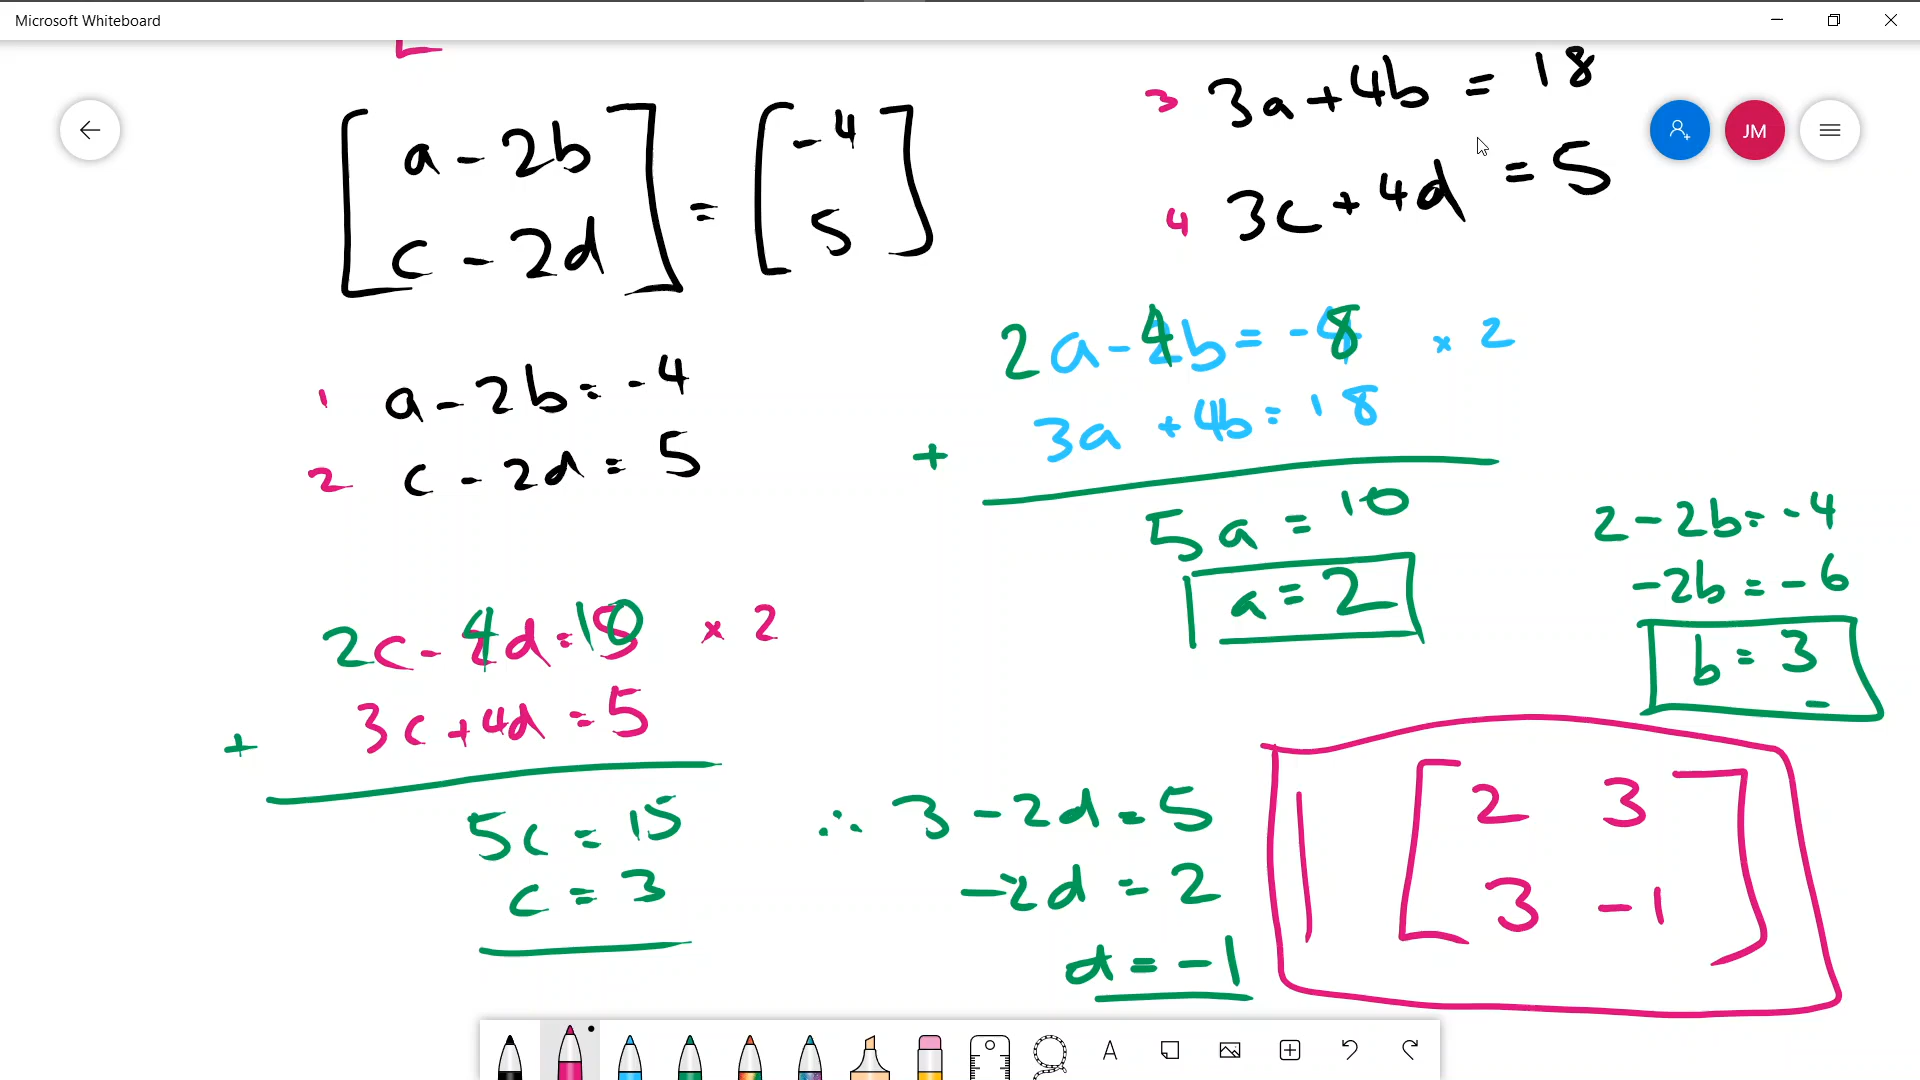 Microsoft Whiteboard
[a - 2b] = [-4]
[c - 2d] [5]
3 3a + 4b = 18
4 3c + 4d = 5
JM
1 a - 2b = -4
2 c - 2d = 5
2a - 4b = -8 × 2
+ 3a + 4b = 18
5a = 10
a = 2
2 - 2b = -4
-2b = -6
b = 3
2c - 4d = 10 × 2
+ 3c + 4d = 5
5c = 15
c = 3
∴ 3 - 2d = 5
-2d = 2
d = -1
[2 3]
[3 -1]
A